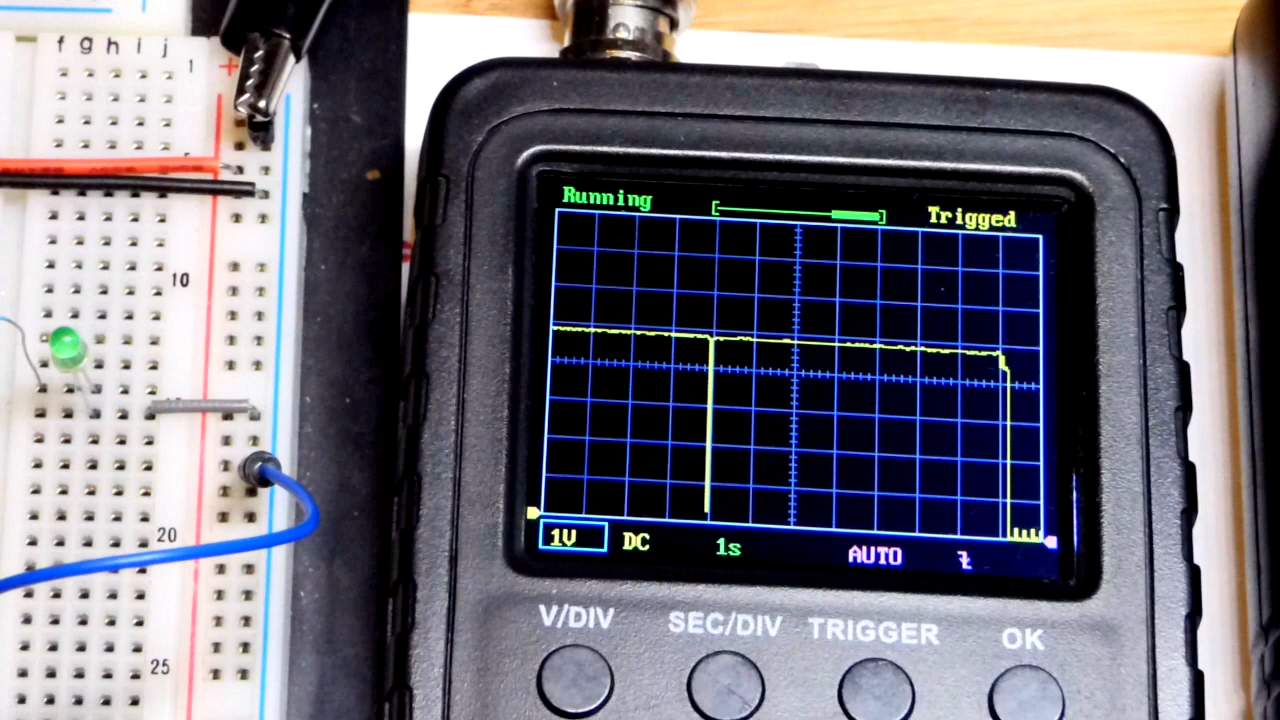 f g h i j
1
+
Running
Trigged
10
1V DC 1s AUTO
20
V/DIV SEC/DIV TRIGGER OK
25